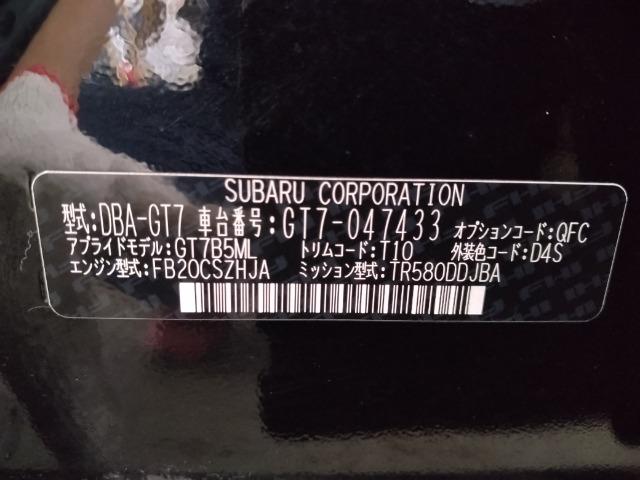 SUBARU CORPORATION
型式:DBA-GT7 車台番号:GT7-047433 オプションコード:QFC
アプライドモデル:GT7B5ML トリムコード:T10 外装色コード:D4S
エンジン型式:FB20CSZHJA ミッション型式:TR580DDJBA